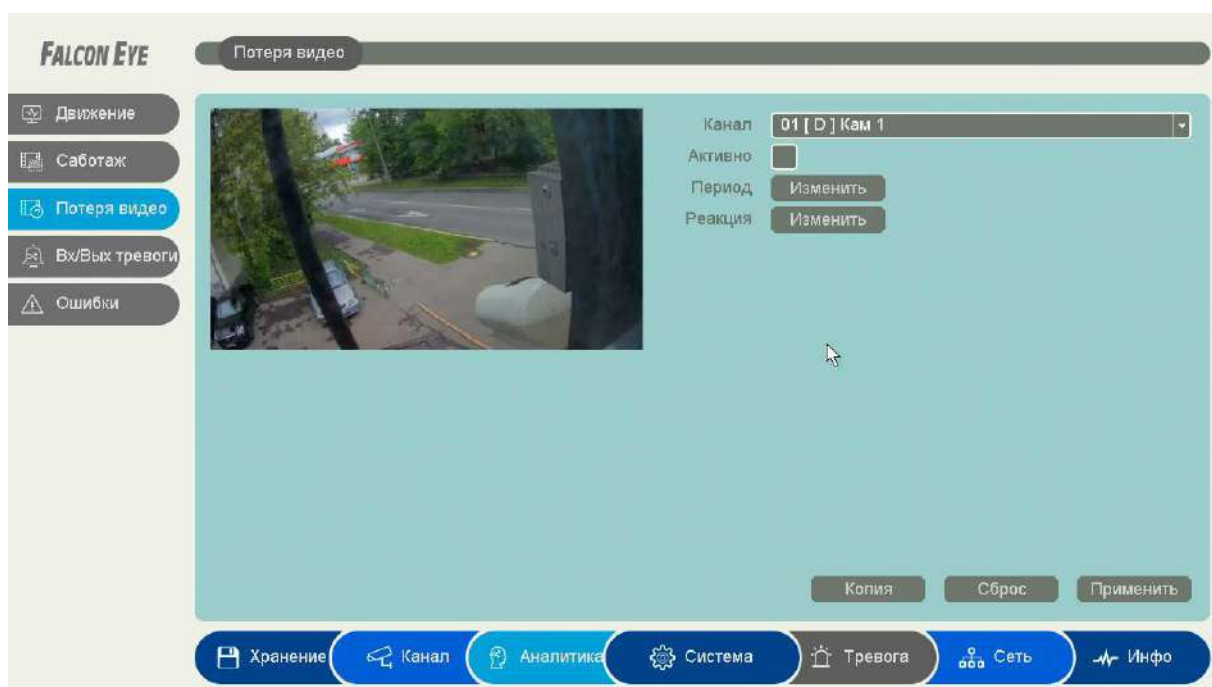 FALCON EYE
Потеря видео
Движение
Саботаж
Потеря видео
Вх/Вых тревоги
Ошибки
Канал 01 [ D ] Кам 1
Активно
Период Изменить
Реакция Изменить
Копия Сброс Применить
Хранение Канал Аналитика Система Тревога Сеть Инфо